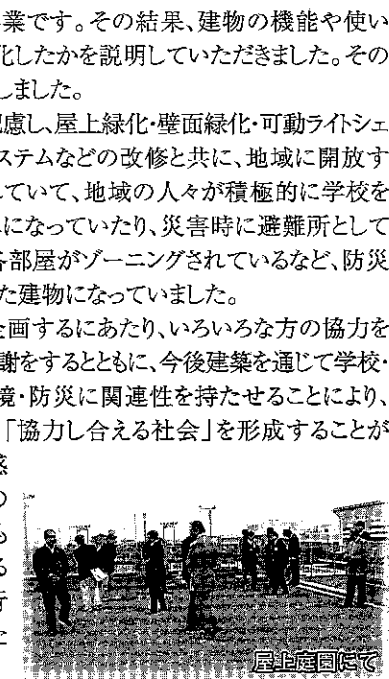 業です。その結果、建物の機能や使い
化したかを説明していただきました。その
しました。
慮し、屋上緑化・壁面緑化・可動ライトシェ
ステムなどの改修と共に、地域に開放す
れていて、地域の人々が積極的に学校を
になっていたり、災害時に避難所として
各部屋がゾーニングされているなど、防災
た建物になっていました。
企画するにあたり、いろいろな方の協力を
謝をするとともに、今後建築を通じて学校・
境・防災に関連性を持たせることにより、
「協力し合える社会」を形成することが
る
た
屋上庭園にて